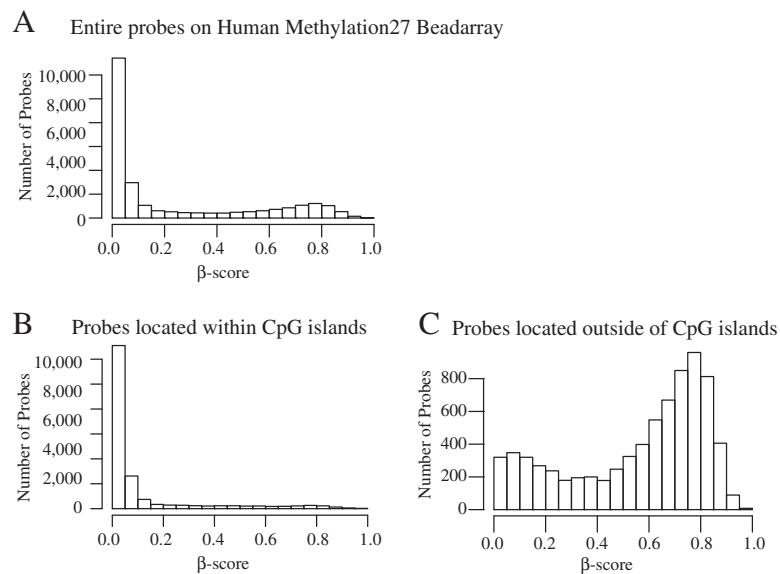 A Entire probes on Human Methylation27 Beadarray
Number of Probes
10,000
8,000
6,000
4,000
2,000
0
0.0 0.2 0.4 0.6 0.8 1.0
β-score
B Probes located within CpG islands
Number of Probes
10,000
8,000
6,000
4,000
2,000
0
0.0 0.2 0.4 0.6 0.8 1.0
β-score
C Probes located outside of CpG islands
Number of Probes
800
600
400
200
0
0.0 0.2 0.4 0.6 0.8 1.0
β-score